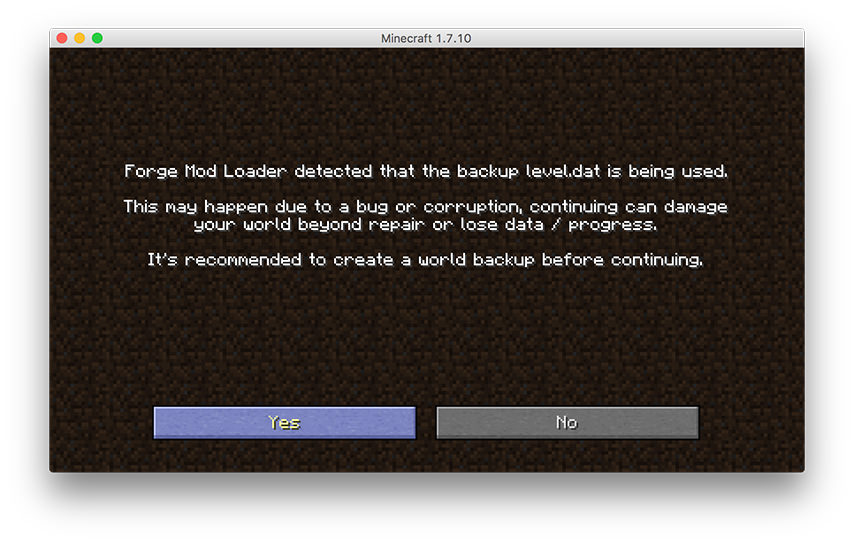 Minecraft 1.7.10
Forge Mod Loader detected that the backup level.dat is being used.
This may happen due to a bug or corruption, continuing can damage
your world beyond repair or lose data / progress.
It's recommended to create a world backup before continuing.
Yes
No